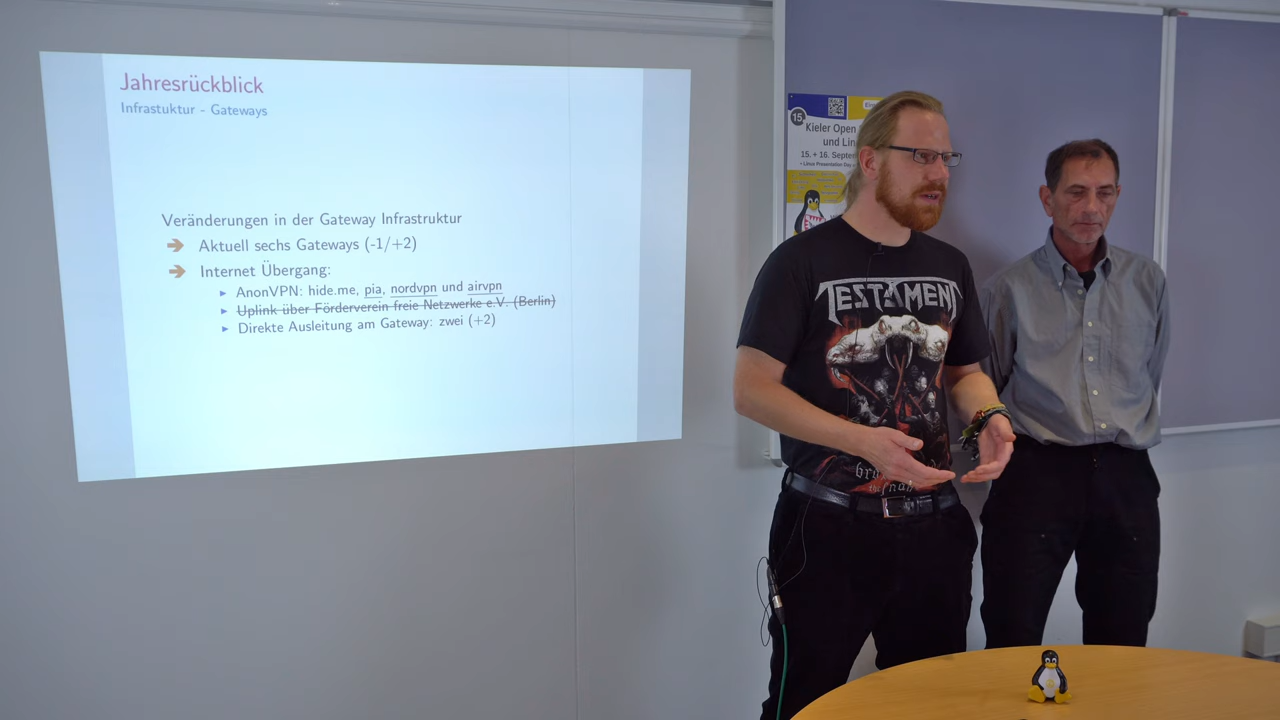 Jahresrückblick
Infrastuktur - Gateways
Veränderungen in der Gateway Infrastruktur
Aktuell sechs Gateways (-1/+2)
Internet Übergang:
AnonVPN: hide.me, pia, nordvpn und airvpn
Uplink über Förderverein freie Netzwerke e.V. (Berlin)
Direkte Ausleitung am Gateway: zwei (+2)
15.
Kieler Open
und Lin
15. + 16. Septem
TESTAMENT